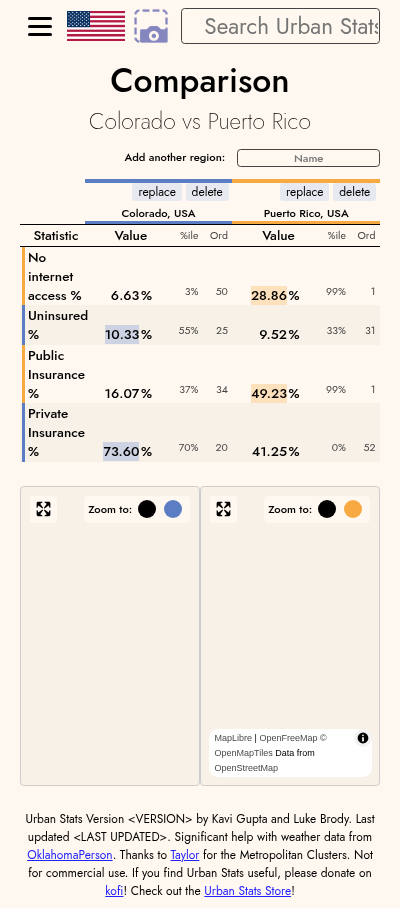 Search Urban Stats
Comparison
Colorado vs Puerto Rico
Add another region: Name
replace delete replace delete
Colorado, USA Puerto Rico, USA
Statistic Value %ile Ord Value %ile Ord
No
internet
access % 6.63% 3% 50 28.86% 99% 1
Uninsured
% 10.33% 55% 25 9.52% 33% 31
Public
Insurance
% 16.07% 37% 34 49.23% 99% 1
Private
Insurance
% 73.60% 70% 20 41.25% 0% 52
Zoom to: Zoom to:
MapLibre | OpenFreeMap ©
OpenMapTiles Data from
OpenStreetMap
Urban Stats Version <VERSION> by Kavi Gupta and Luke Brody. Last
updated <LAST UPDATED>. Significant help with weather data from
OklahomaPerson. Thanks to Taylor for the Metropolitan Clusters. Not
for commercial use. If you find Urban Stats useful, please donate on
kofi! Check out the Urban Stats Store!